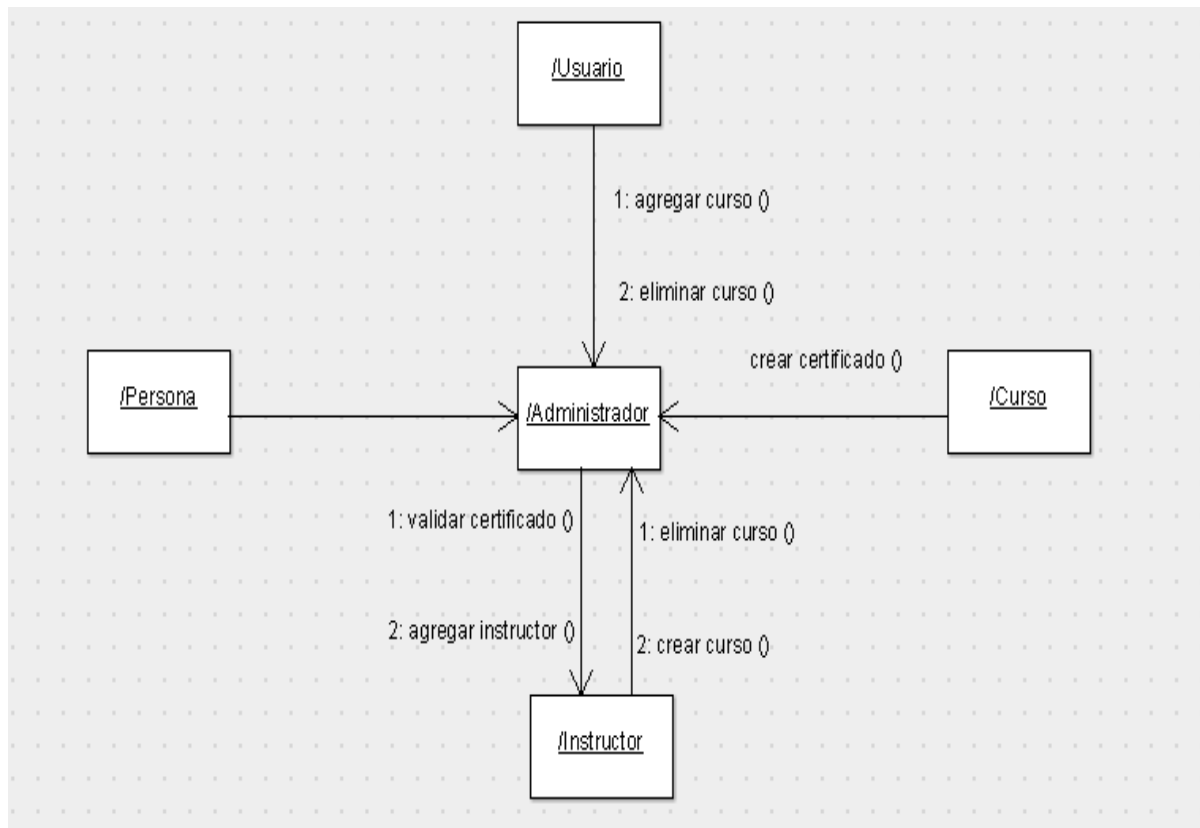 /Usuario
1: agregar curso ()
2: eliminar curso ()
crear certificado ()
/Persona
/Administrador
/Curso
1: validar certificado ()
1: eliminar curso ()
2: agregar instructor ()
2: crear curso ()
/Instructor